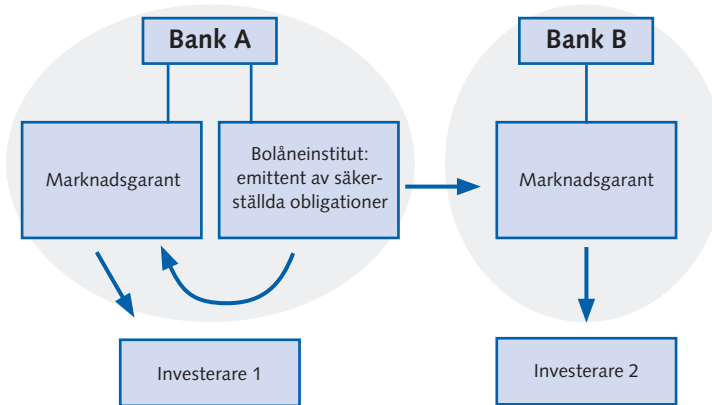 Bank A
Bank B
Marknadsgarant
Bolåneinstitut:
emittent av säker-
ställda obligationer
Marknadsgarant
Investerare 1
Investerare 2